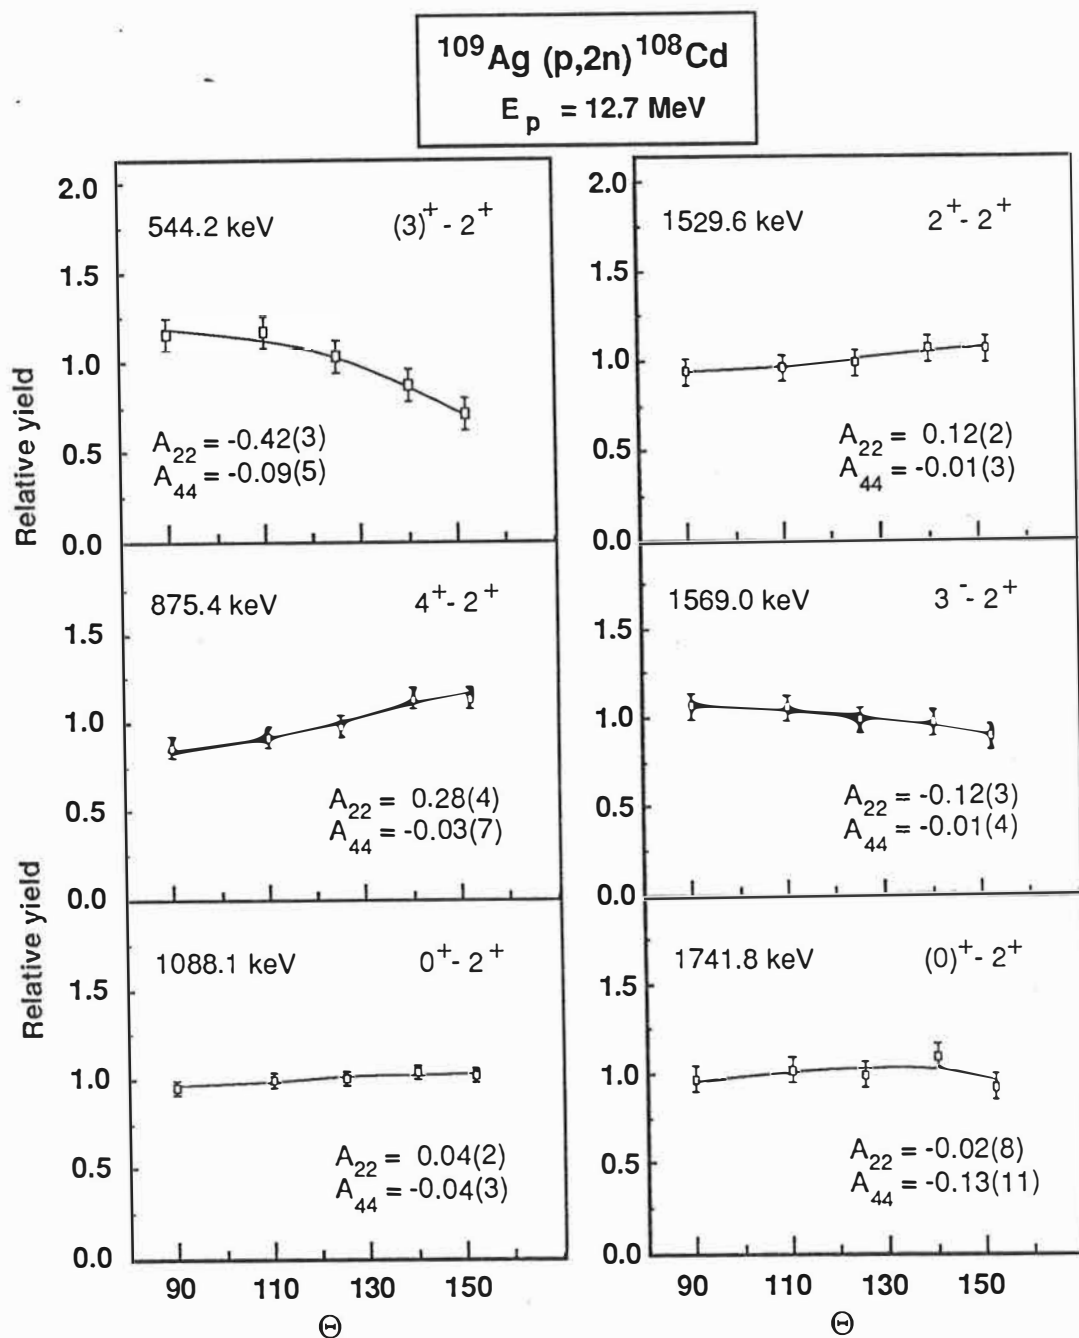 ¹⁰⁹Ag (p,2n) ¹⁰⁸Cd
E_p = 12.7 MeV
Relative yield
2.0
1.5
1.0
0.5
0.0
544.2 keV (3)⁺- 2⁺
A₂₂ = -0.42(3)
A₄₄ = -0.09(5)
2.0
1.5
1.0
0.5
0.0
1529.6 keV 2⁺- 2⁺
A₂₂ = 0.12(2)
A₄₄ = -0.01(3)
1.5
1.0
0.5
0.0
875.4 keV 4⁺- 2⁺
A₂₂ = 0.28(4)
A₄₄ = -0.03(7)
1.5
1.0
0.5
0.0
1569.0 keV 3⁻- 2⁺
A₂₂ = -0.12(3)
A₄₄ = -0.01(4)
Relative yield
1.5
1.0
0.5
0.0
1088.1 keV 0⁺- 2⁺
A₂₂ = 0.04(2)
A₄₄ = -0.04(3)
90 110 130 150
Θ
1.5
1.0
0.5
0.0
1741.8 keV (0)⁺- 2⁺
A₂₂ = -0.02(8)
A₄₄ = -0.13(11)
90 110 130 150
Θ